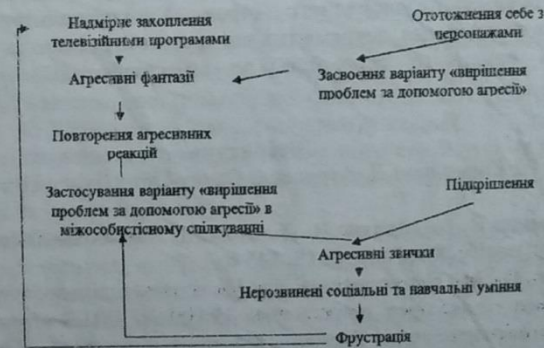 Надмірне захоплення
телевізійними програмами
Ототожнення себе з
персонажами
Агресивні фантазії
Засвоєння варіанту «вирішення
проблем за допомогою агресії»
Повторення агресивних
реакцій
Застосування варіанту «вирішення
проблем за допомогою агресії» в
міжособистісному спілкуванні
Підкріплення
Агресивні звички
Нерозвинені соціальні та навчальні уміння
Фрустрація